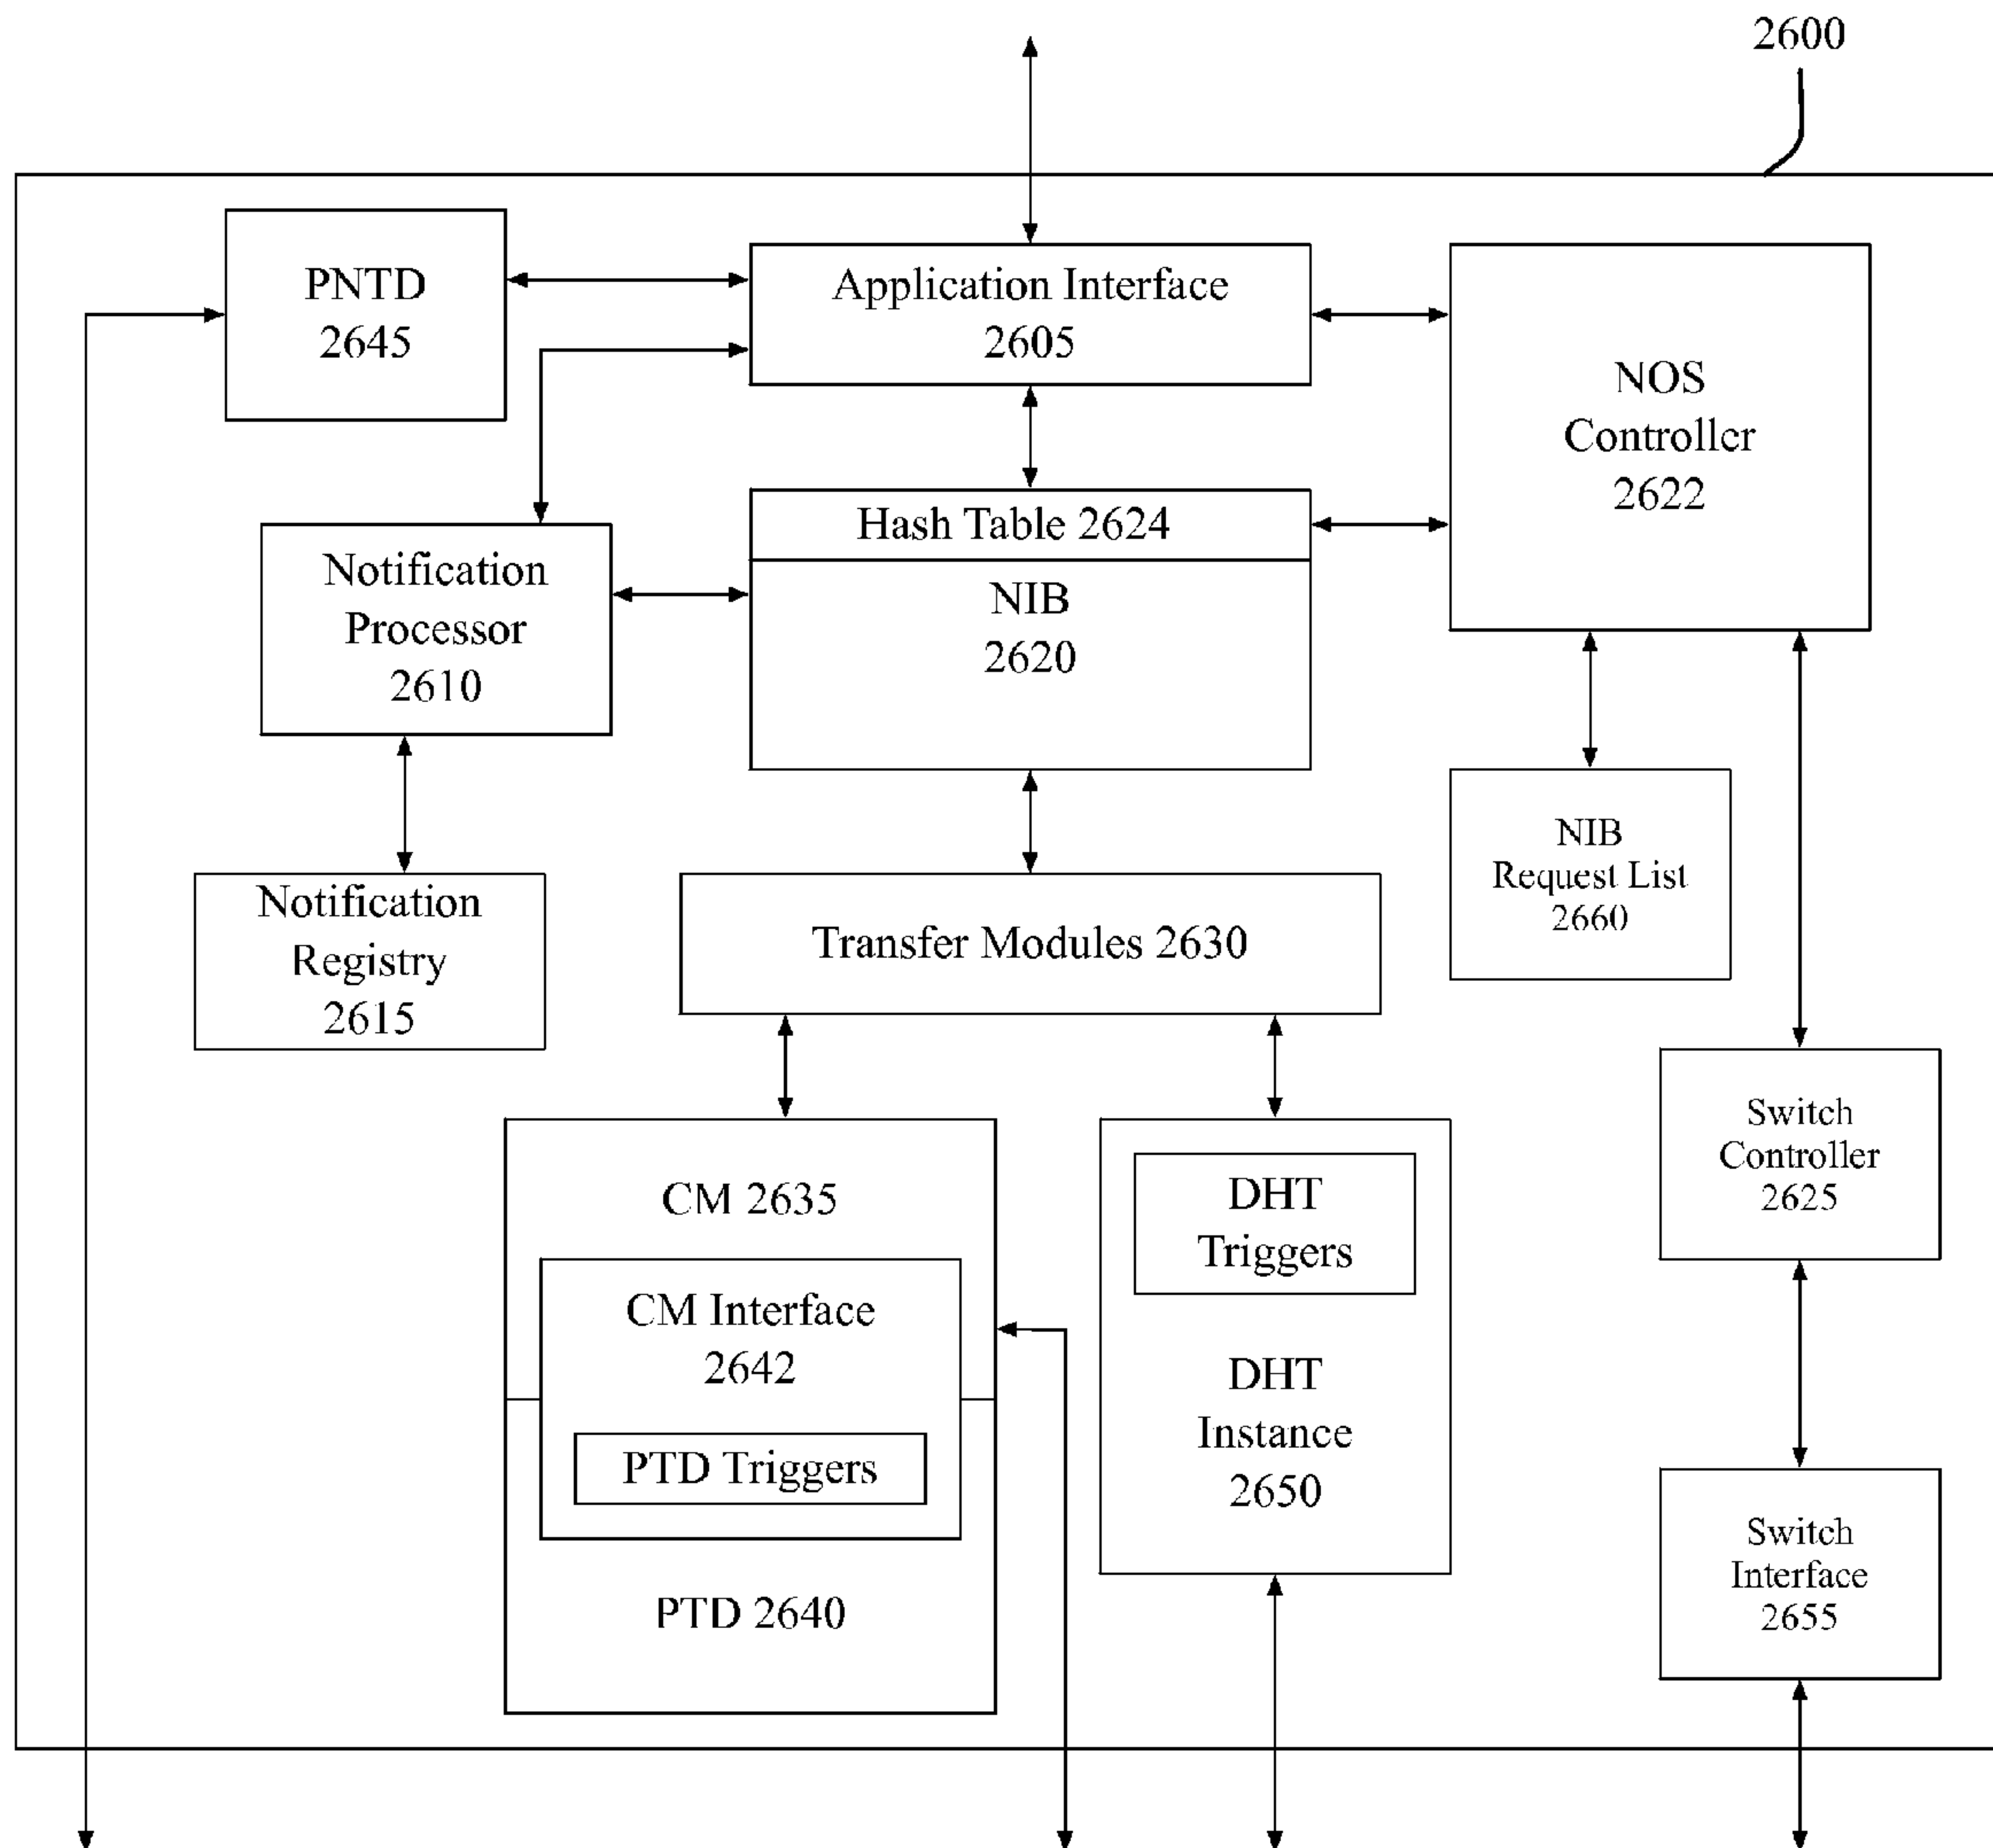 2600
PNTD
2645
Application Interface
2605
NOS
Controller
2622
Hash Table 2624
Notification
Processor
2610
NIB
2620
NIB
Request List
2660
Notification
Registry
2615
Transfer Modules 2630
Switch
Controller
2625
CM 2635
CM Interface
2642
PTD Triggers
PTD 2640
DHT
Triggers
DHT
Instance
2650
Switch
Interface
2655